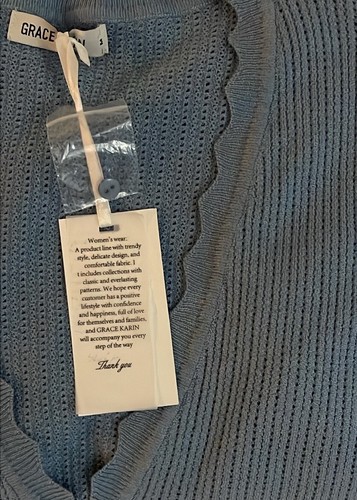 GRACE
S
Women's wear:
A product line with trendy
style, delicate design, and
comfortable fabric. I
t includes collections with
classic and everlasting
patterns. We hope every
customer has a positive
lifestyle with confidence
and happiness, full of love
for themselves and families,
and GRACE KARIN
will accompany you every
step of the way
Thank you